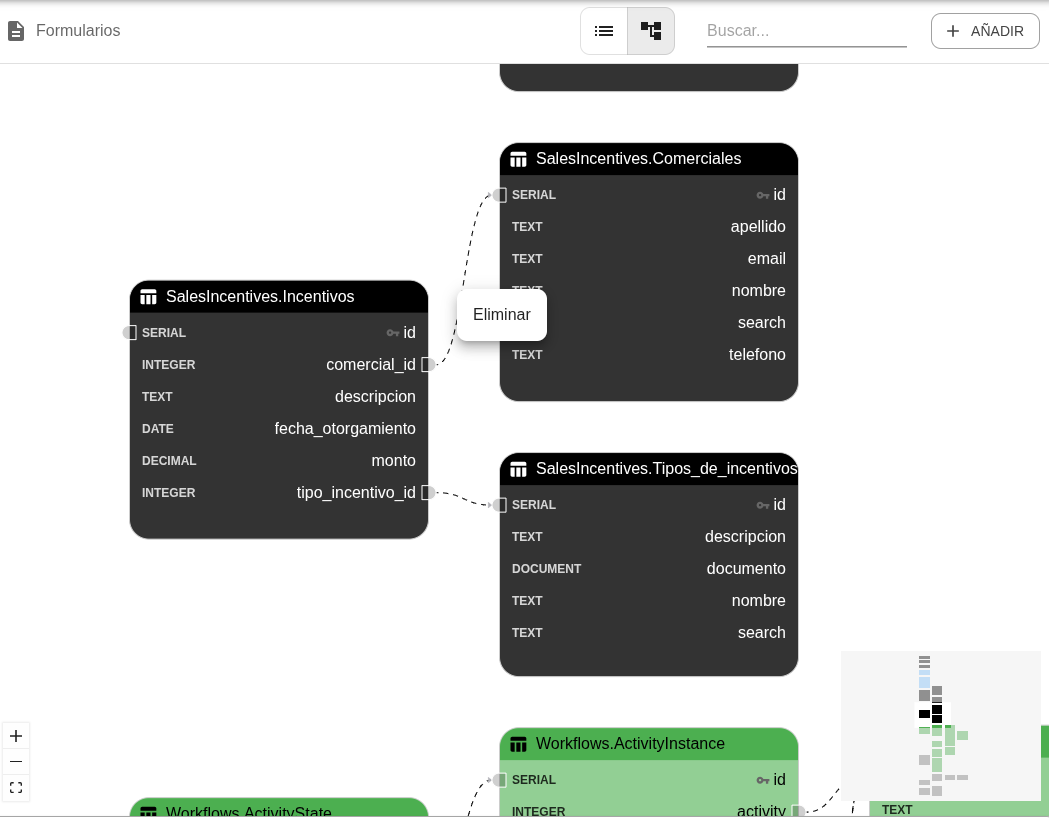 Formularios
Buscar...
AÑADIR
SalesIncentives.Comerciales
SERIAL id
TEXT apellido
TEXT email
TEXT nombre
search
TEXT telefono
Eliminar
SalesIncentives.Incentivos
SERIAL id
INTEGER comercial_id
TEXT descripcion
DATE fecha_otorgamiento
DECIMAL monto
INTEGER tipo_incentivo_id
SalesIncentives.Tipos_de_incentivos
SERIAL id
TEXT descripcion
DOCUMENT documento
TEXT nombre
TEXT search
Workflows.ActivityInstance
SERIAL id
INTEGER activity
Workflows.ActivityState
TEXT